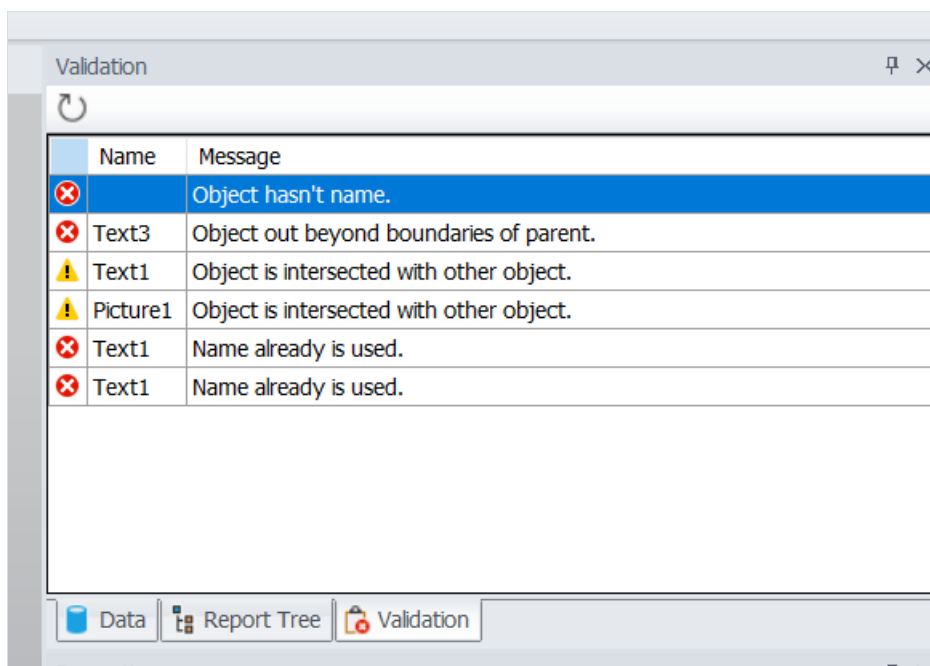 Validation
Name Message
Object hasn't name.
Text3 Object out beyond boundaries of parent.
Text1 Object is intersected with other object.
Picture1 Object is intersected with other object.
Text1 Name already is used.
Text1 Name already is used.
Data Report Tree Validation